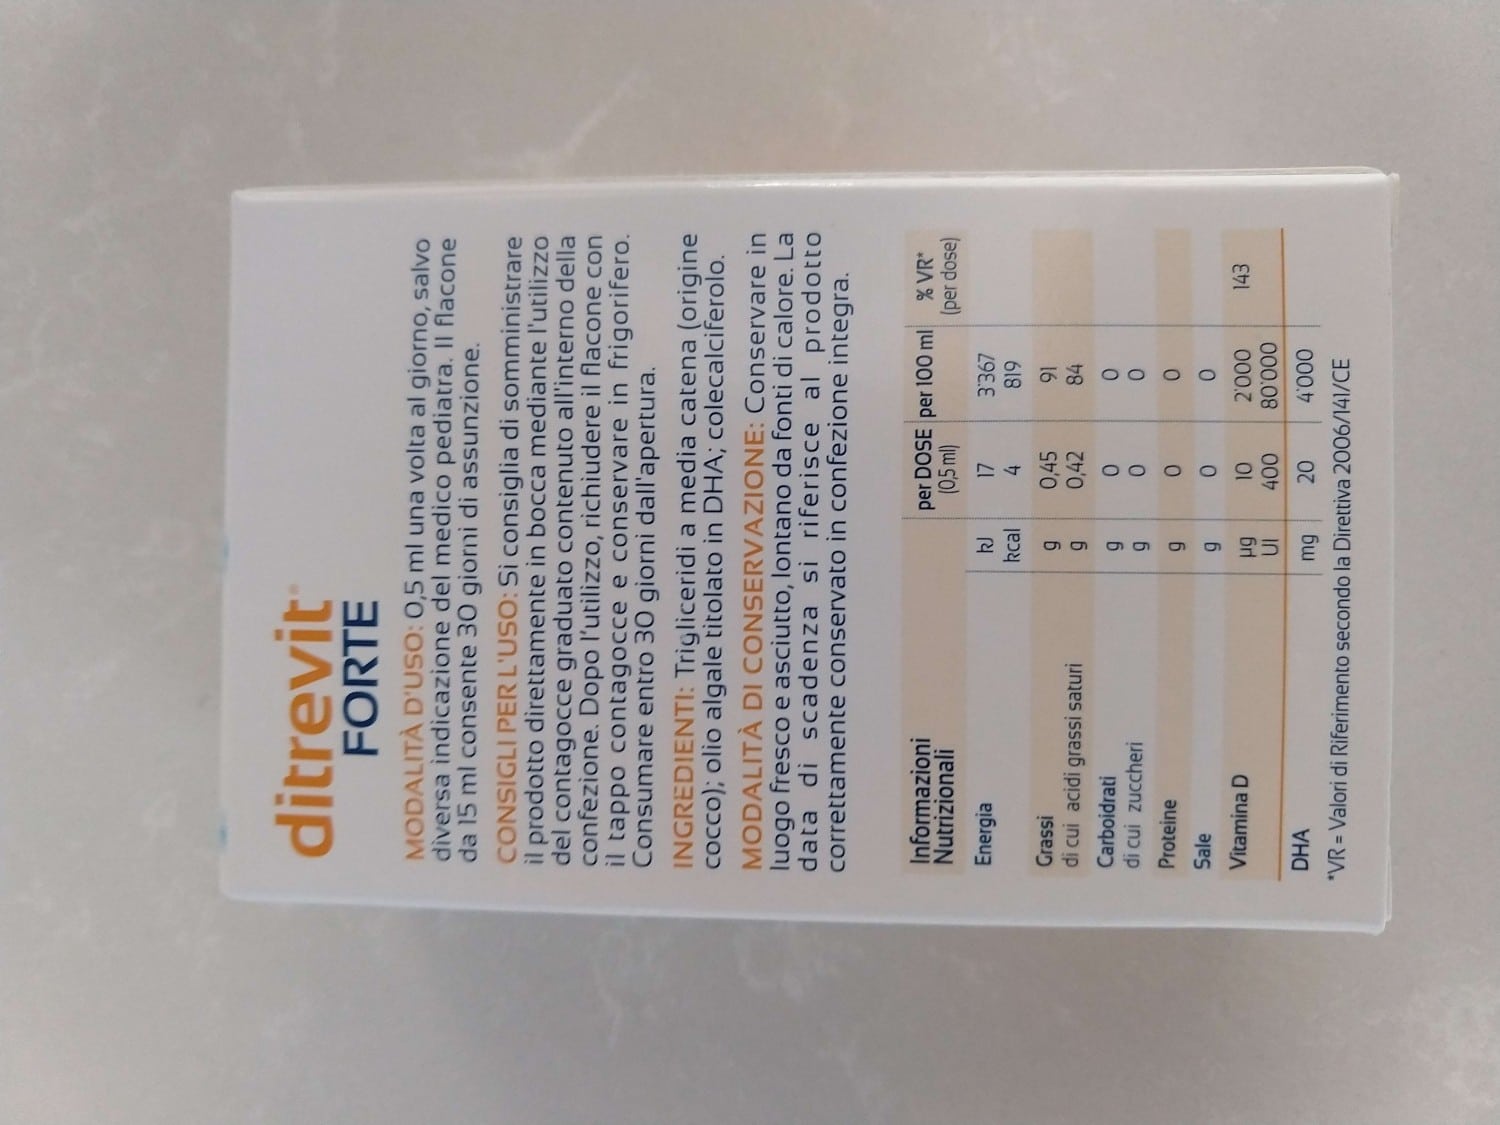 ditrevit®
FORTE
MODALITÀ D'USO: 0,5 ml una volta al giorno, salvo
diversa indicazione del medico pediatra. Il flacone
da 15 ml consente 30 giorni di assunzione.
CONSIGLI PER L'USO: Si consiglia di somministrare
il prodotto direttamente in bocca mediante l'utilizzo
del contagocce graduato contenuto all'interno della
confezione. Dopo l'utilizzo, richiudere il flacone con
il tappo contagocce e conservare in frigorifero.
Consumare entro 30 giorni dall'apertura.
INGREDIENTI: Trigliceridi a media catena (origine
cocco); olio algale titolato in DHA; colecalciferolo.
MODALITÀ DI CONSERVAZIONE: Conservare in
luogo fresco e asciutto, lontano da fonti di calore. La
data di scadenza si riferisce al prodotto
correttamente conservato in confezione integra.
Informazioni per DOSE per 100 ml % VR*
Nutrizionali (0,5 ml) (per dose)
Energia kJ 17 3'367
kcal 4 819
Grassi g 0,45 91
di cui acidi grassi saturi g 0,42 84
Carboidrati g 0 0
di cui zuccheri g 0 0
Proteine g 0 0
Sale g 0 0
Vitamina D µg 10 2'000 143
UI 400 80'000
DHA mg 20 4'000
*VR = Valori di Riferimento secondo la Direttiva 2006/141/CE